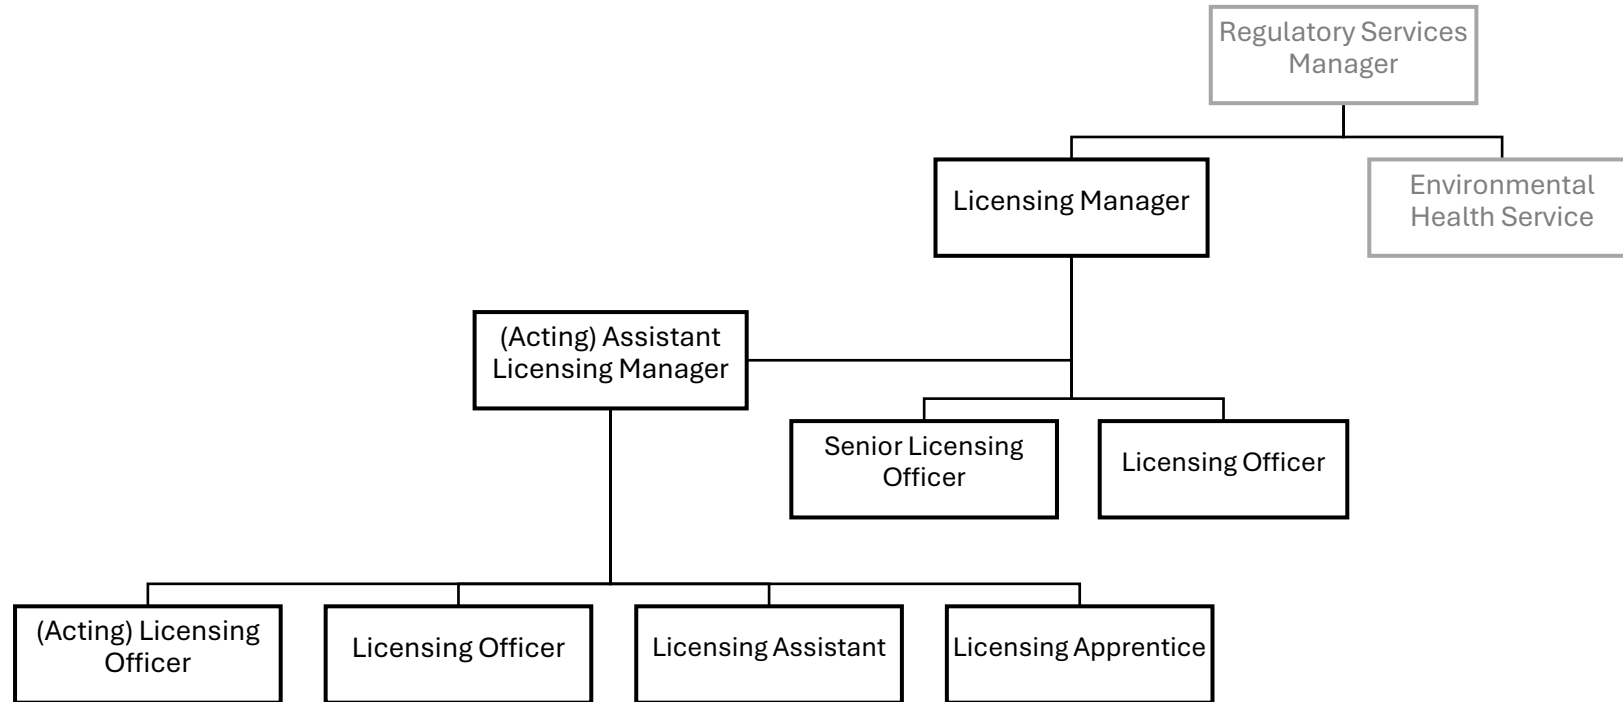 Regulatory Services
Manager
Licensing Manager
Environmental
Health Service
(Acting) Assistant
Licensing Manager
Senior Licensing
Officer
Licensing Officer
(Acting) Licensing
Officer
Licensing Officer
Licensing Assistant
Licensing Apprentice